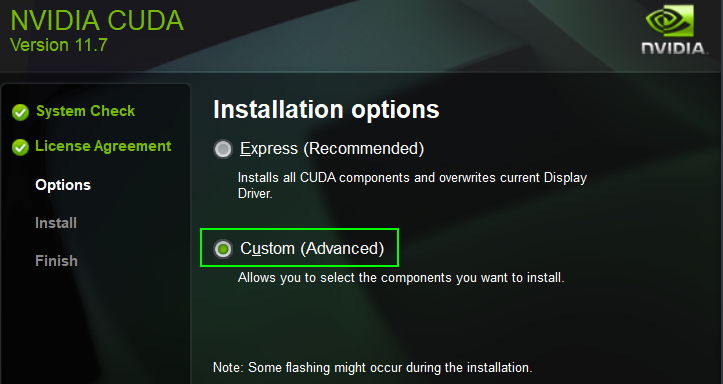 NVIDIA CUDA
Version 11.7
NVIDIA.
System Check
License Agreement
Options
Install
Finish
Installation options
Express (Recommended)
Installs all CUDA components and overwrites current Display
Driver.
Custom (Advanced)
Allows you to select the components you want to install.
Note: Some flashing might occur during the installation.